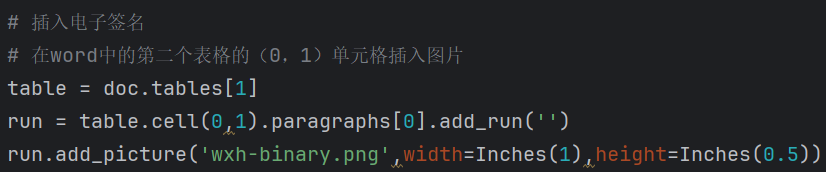 # 插入电子签名
# 在word中的第二个表格的（0，1）单元格插入图片
table = doc.tables[1]
run = table.cell(0,1).paragraphs[0].add_run('')
run.add_picture('wxh-binary.png',width=Inches(1),height=Inches(0.5))